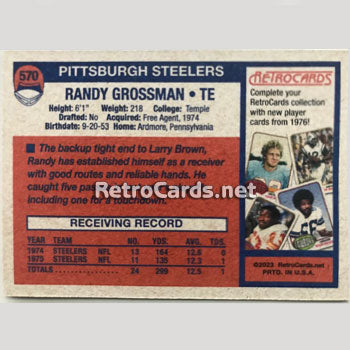 570
PITTSBURGH STEELERS
RANDY GROSSMAN • TE
Height: 6'1" Weight: 218 College: Temple
Drafted: No Acquired: Free Agent, 1974
Birthdate: 9-20-53 Home: Ardmore, Pennsylvania
The backup tight end to Larry Brown,
Randy has established himself as a receiver
with good routes and reliable hands. He
caught five pass
including one for a touchdown.
RetroCards.net
RECEIVING RECORD
YEAR TEAM NO. YDS. AVG. TDS
1974 STEELERS NFL 13 164 12.6 0
1975 STEELERS NFL 11 135 12.3 1
TOTALS 24 299 12.5 1
RETROCARDS
Complete your
RetroCards collection
with new player
cards from 1976!
©2023 RetroCards.net
PRTD. IN U.S.A.